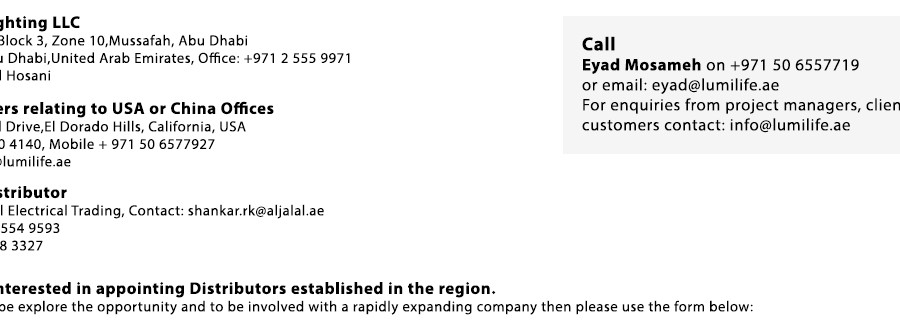 ghting LLC
Block 3, Zone 10,Mussafah, Abu Dhabi
u Dhabi,United Arab Emirates, Office: +971 2 555 9971
l Hosani
ers relating to USA or China Offices
l Drive,El Dorado Hills, California, USA
0 4140, Mobile + 971 50 6577927
@lumilife.ae
stributor
l Electrical Trading, Contact: shankar.rk@aljalal.ae
554 9593
8 3327
nterested in appointing Distributors established in the region.
be explore the opportunity and to be involved with a rapidly expanding company then please use the form below:
Call
Eyad Mosameh on +971 50 6557719
or email: eyad@lumilife.ae
For enquiries from project managers, clien
customers contact: info@lumilife.ae